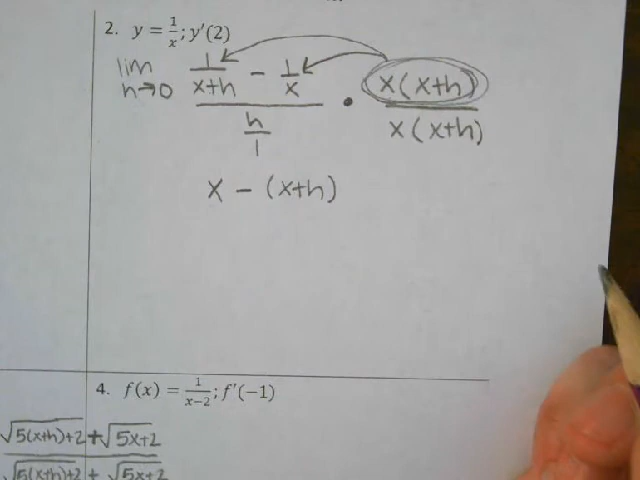 2. y = 1/x ; y′(2)
lim h→0 (1/(x+h) − 1/x)/(h/1) • x(x+h)/x(x+h)
x − (x+h)
4. f(x) = 1/(x−2) ; f′(−1)
√5(x+h)+2 + √5x+2
√5(x+h)+2 + √5x+2